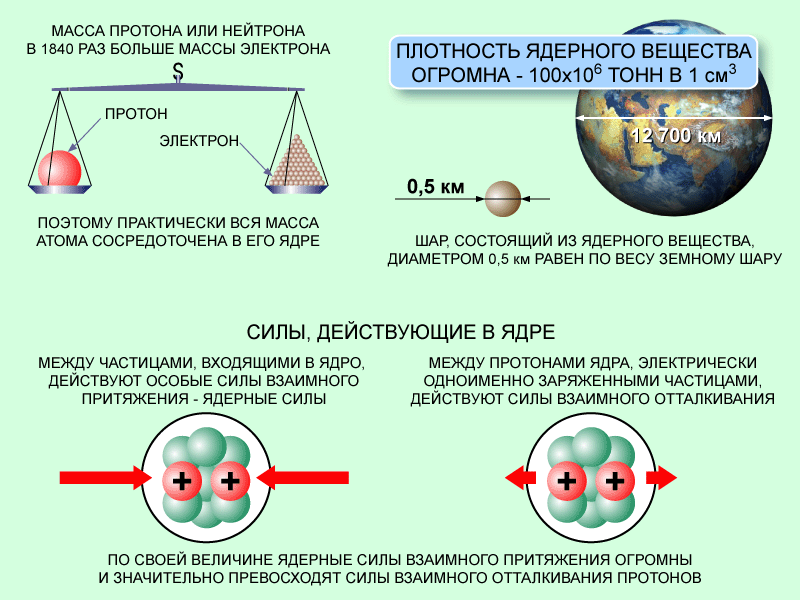 МАССА ПРОТОНА ИЛИ НЕЙТРОНА
В 1840 РАЗ БОЛЬШЕ МАССЫ ЭЛЕКТРОНА
ПРОТОН
ЭЛЕКТРОН
ПОЭТОМУ ПРАКТИЧЕСКИ ВСЯ МАССА
АТОМА СОСРЕДОТОЧЕНА В ЕГО ЯДРЕ
ПЛОТНОСТЬ ЯДЕРНОГО ВЕЩЕСТВА
ОГРОМНА - 100x10⁶ ТОНН В 1 см³
12 700 км
0,5 км
ШАР, СОСТОЯЩИЙ ИЗ ЯДЕРНОГО ВЕЩЕСТВА,
ДИАМЕТРОМ 0,5 км РАВЕН ПО ВЕСУ ЗЕМНОМУ ШАРУ
СИЛЫ, ДЕЙСТВУЮЩИЕ В ЯДРЕ
МЕЖДУ ЧАСТИЦАМИ, ВХОДЯЩИМИ В ЯДРО,
ДЕЙСТВУЮТ ОСОБЫЕ СИЛЫ ВЗАИМНОГО
ПРИТЯЖЕНИЯ - ЯДЕРНЫЕ СИЛЫ
+ +
МЕЖДУ ПРОТОНАМИ ЯДРА, ЭЛЕКТРИЧЕСКИ
ОДНОИМЕННО ЗАРЯЖЕННЫМИ ЧАСТИЦАМИ,
ДЕЙСТВУЮТ СИЛЫ ВЗАИМНОГО ОТТАЛКИВАНИЯ
+ +
ПО СВОЕЙ ВЕЛИЧИНЕ ЯДЕРНЫЕ СИЛЫ ВЗАИМНОГО ПРИТЯЖЕНИЯ ОГРОМНЫ
И ЗНАЧИТЕЛЬНО ПРЕВОСХОДЯТ СИЛЫ ВЗАИМНОГО ОТТАЛКИВАНИЯ ПРОТОНОВ